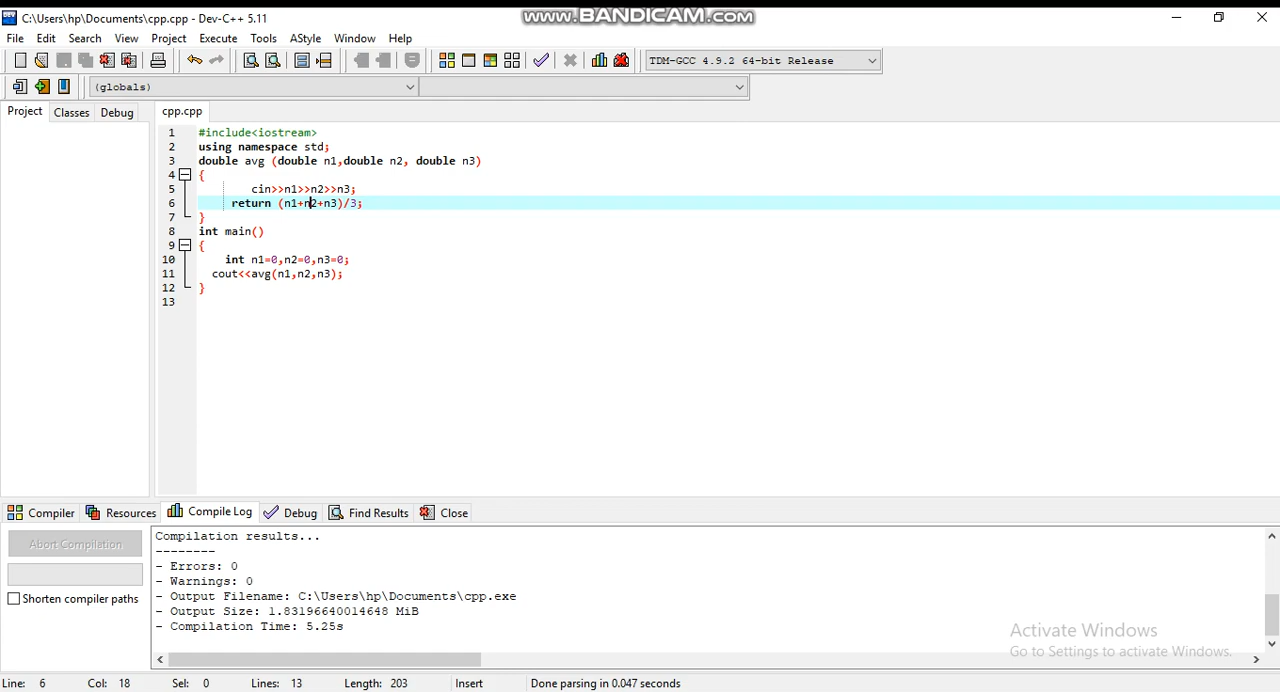 C:\Users\hp\Documents\cpp.cpp - Dev-C++ 5.11
www.BANDICAM.com
File Edit Search View Project Execute Tools AStyle Window Help
TDM-GCC 4.9.2 64-bit Release
(globals)
Project Classes Debug cpp.cpp
1 #include<iostream>
2 using namespace std;
3 double avg (double n1,double n2, double n3)
4 {
5 cin>>n1>>n2>>n3;
6 return (n1+n2+n3)/3;
7 }
8 int main()
9 {
10 int n1=0,n2=0,n3=0;
11 cout<<avg(n1,n2,n3);
12 }
13
Compiler Resources Compile Log Debug Find Results Close
Abort Compilation
Shorten compiler paths
Compilation results...
--------
- Errors: 0
- Warnings: 0
- Output Filename: C:\Users\hp\Documents\cpp.exe
- Output Size: 1.83196640014648 MiB
- Compilation Time: 5.25s
Activate Windows
Go to Settings to activate Windows.
Line: 6 Col: 18 Sel: 0 Lines: 13 Length: 203 Insert Done parsing in 0.047 seconds